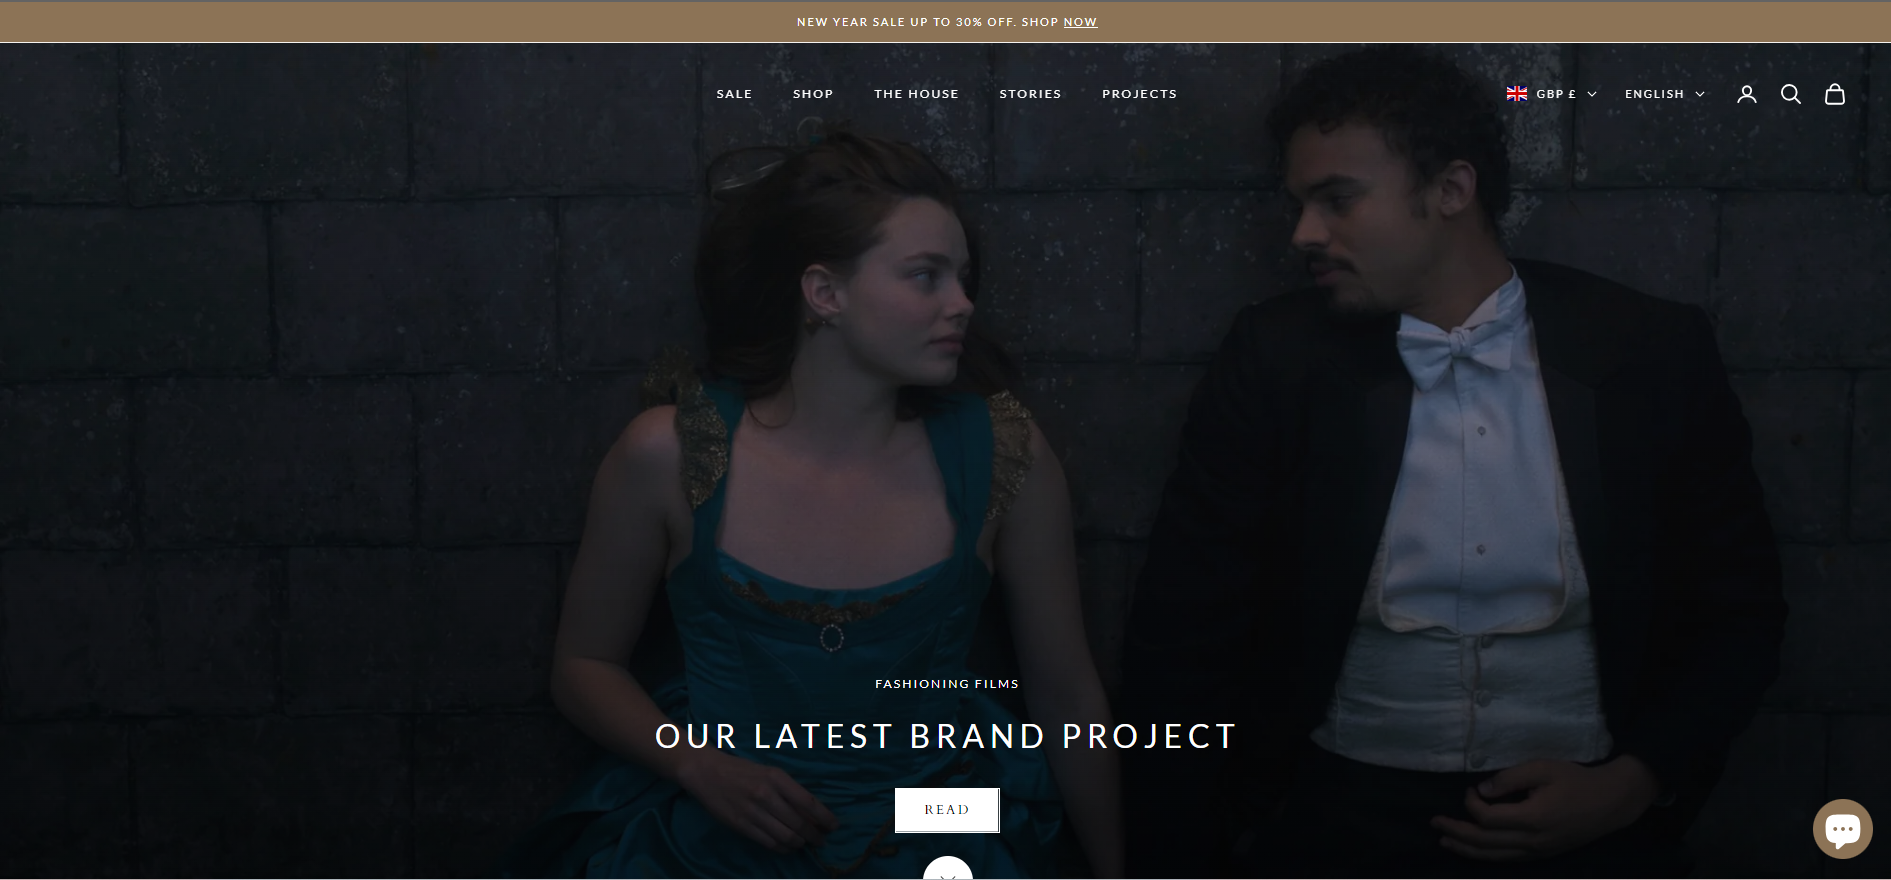 NEW YEAR SALE UP TO 30% OFF. SHOP NOW
SALE SHOP THE HOUSE STORIES PROJECTS GBP £ ENGLISH
FASHIONING FILMS
OUR LATEST BRAND PROJECT
READ